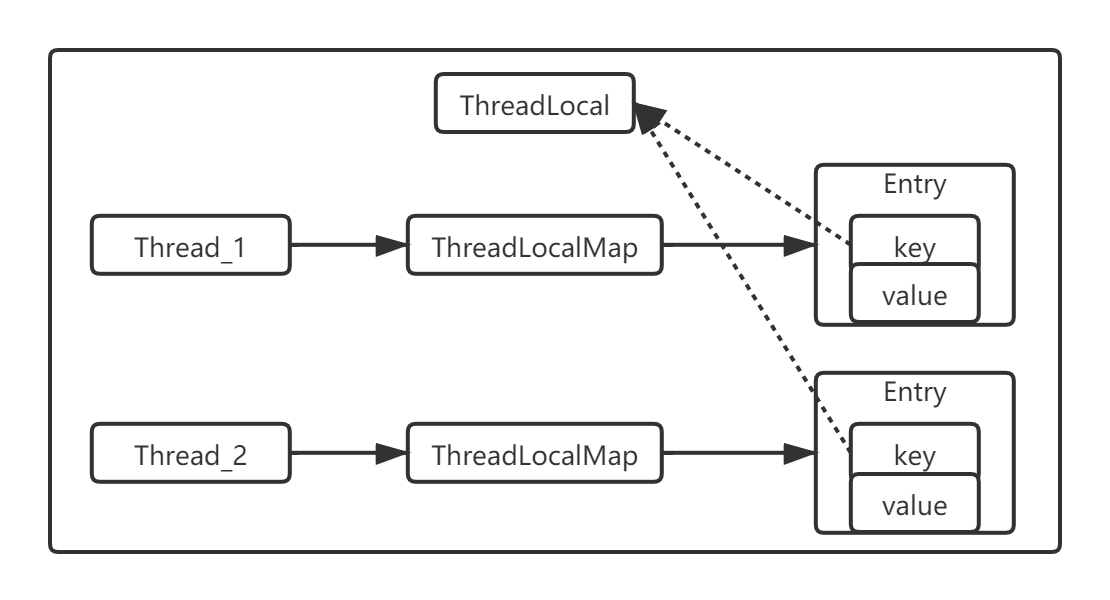 ThreadLocal
Entry
Thread_1
ThreadLocalMap
key
value
Entry
Thread_2
ThreadLocalMap
key
value